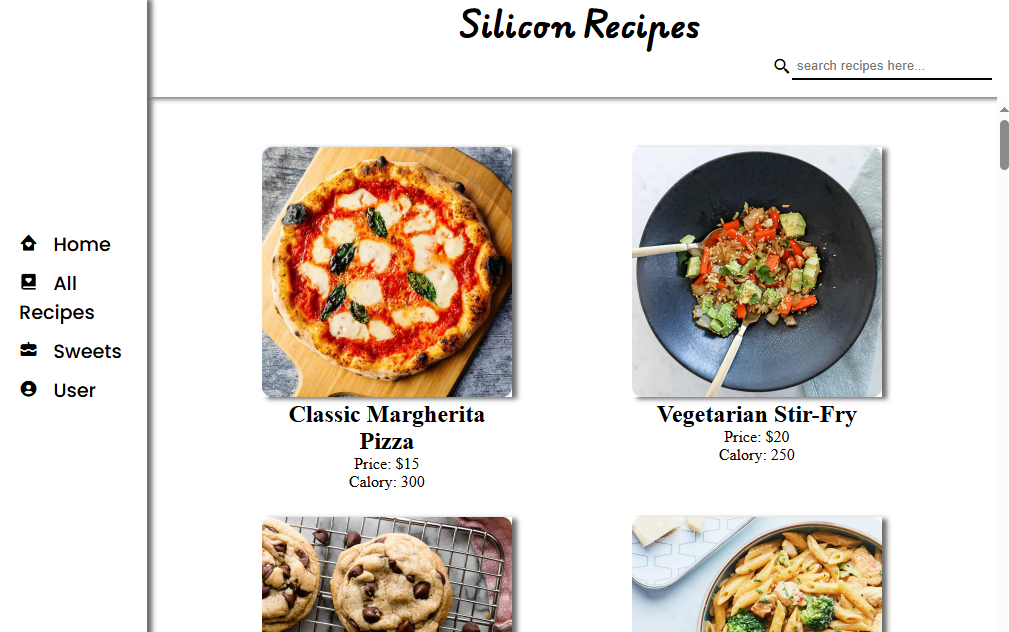 Silicon Recipes
search recipes here...
Home
All
Recipes
Sweets
User
Classic Margherita
Pizza
Price: $15
Calory: 300
Vegetarian Stir-Fry
Price: $20
Calory: 250